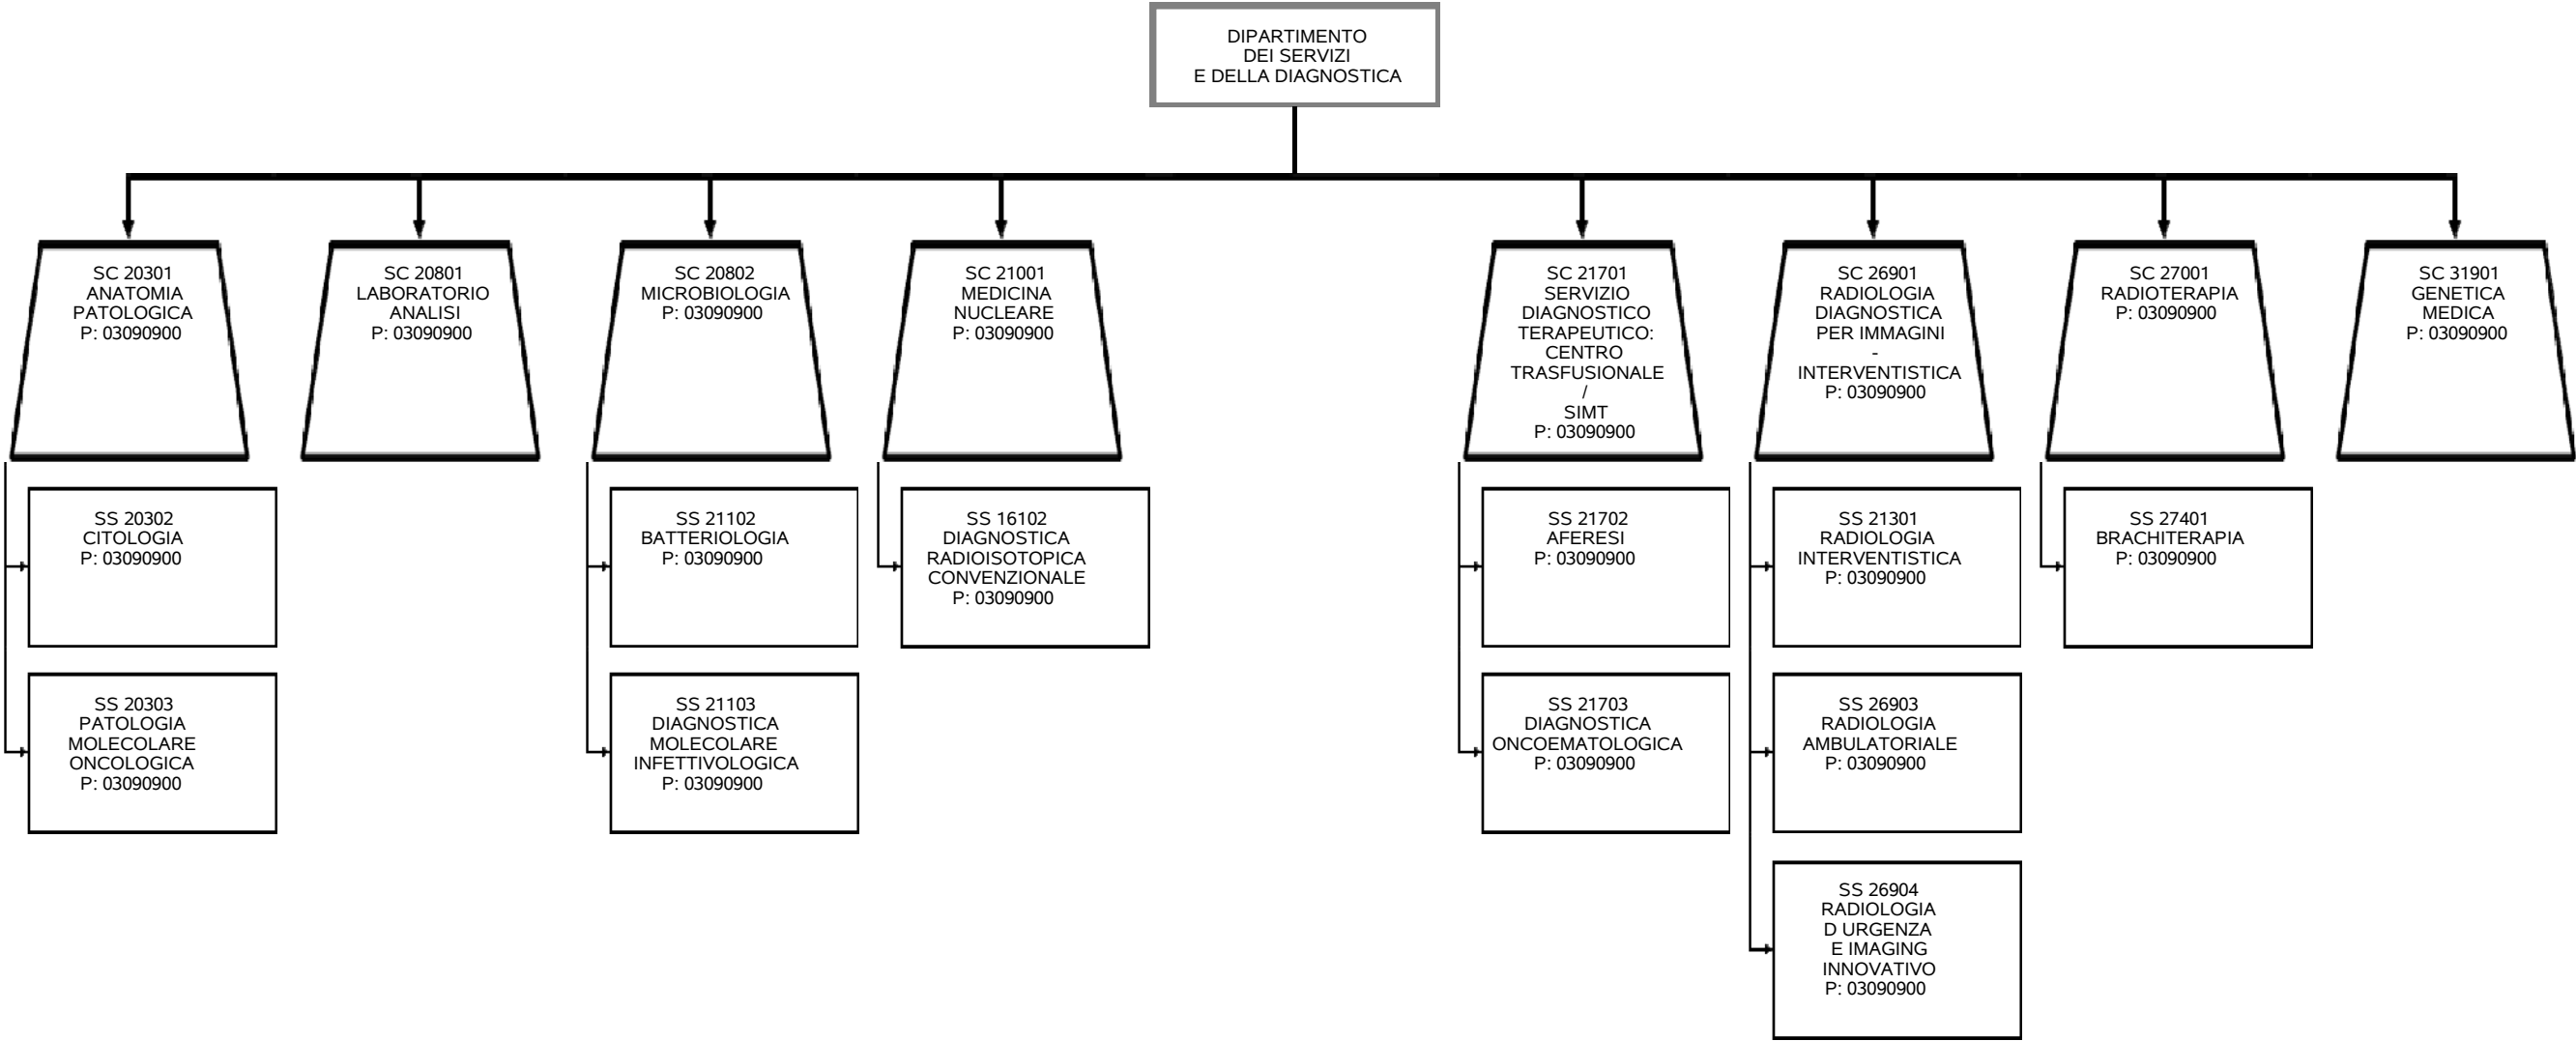 DIPARTIMENTO
DEI SERVIZI
E DELLA DIAGNOSTICA
SC 20301
ANATOMIA
PATOLOGICA
P: 03090900
SC 20801
LABORATORIO
ANALISI
P: 03090900
SC 20802
MICROBIOLOGIA
P: 03090900
SC 21001
MEDICINA
NUCLEARE
P: 03090900
SC 21701
SERVIZIO
DIAGNOSTICO
TERAPEUTICO:
CENTRO
TRASFUSIONALE
/
SIMT
P: 03090900
SC 26901
RADIOLOGIA
DIAGNOSTICA
PER IMMAGINI
-
INTERVENTISTICA
P: 03090900
SC 27001
RADIOTERAPIA
P: 03090900
SC 31901
GENETICA
MEDICA
P: 03090900
SS 20302
CITOLOGIA
P: 03090900
SS 21102
BATTERIOLOGIA
P: 03090900
SS 16102
DIAGNOSTICA
RADIOISOTOPICA
CONVENZIONALE
P: 03090900
SS 21702
AFERESI
P: 03090900
SS 21301
RADIOLOGIA
INTERVENTISTICA
P: 03090900
SS 27401
BRACHITERAPIA
P: 03090900
SS 20303
PATOLOGIA
MOLECOLARE
ONCOLOGICA
P: 03090900
SS 21103
DIAGNOSTICA
MOLECOLARE
INFETTIVOLOGICA
P: 03090900
SS 21703
DIAGNOSTICA
ONCOEMATOLOGICA
P: 03090900
SS 26903
RADIOLOGIA
AMBULATORIALE
P: 03090900
SS 26904
RADIOLOGIA
D URGENZA
E IMAGING
INNOVATIVO
P: 03090900